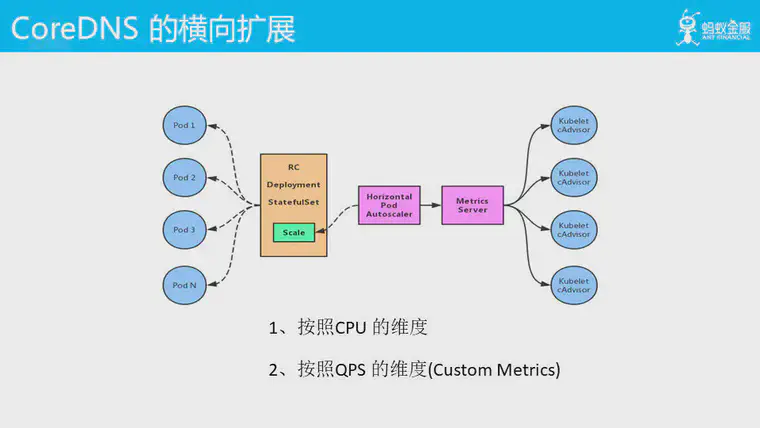 CoreDNS 的横向扩展
蚂蚁金服
ANT FINANCIAL
Pod 1
Pod 2
Pod 3
Pod N
RC
Deployment
StatefulSet
Scale
Horizontal
Pod
Autoscaler
Metrics
Server
Kubelet
cAdvisor
Kubelet
cAdvisor
Kubelet
cAdvisor
Kubelet
cAdvisor
1、按照CPU 的维度
2、按照QPS 的维度(Custom Metrics)